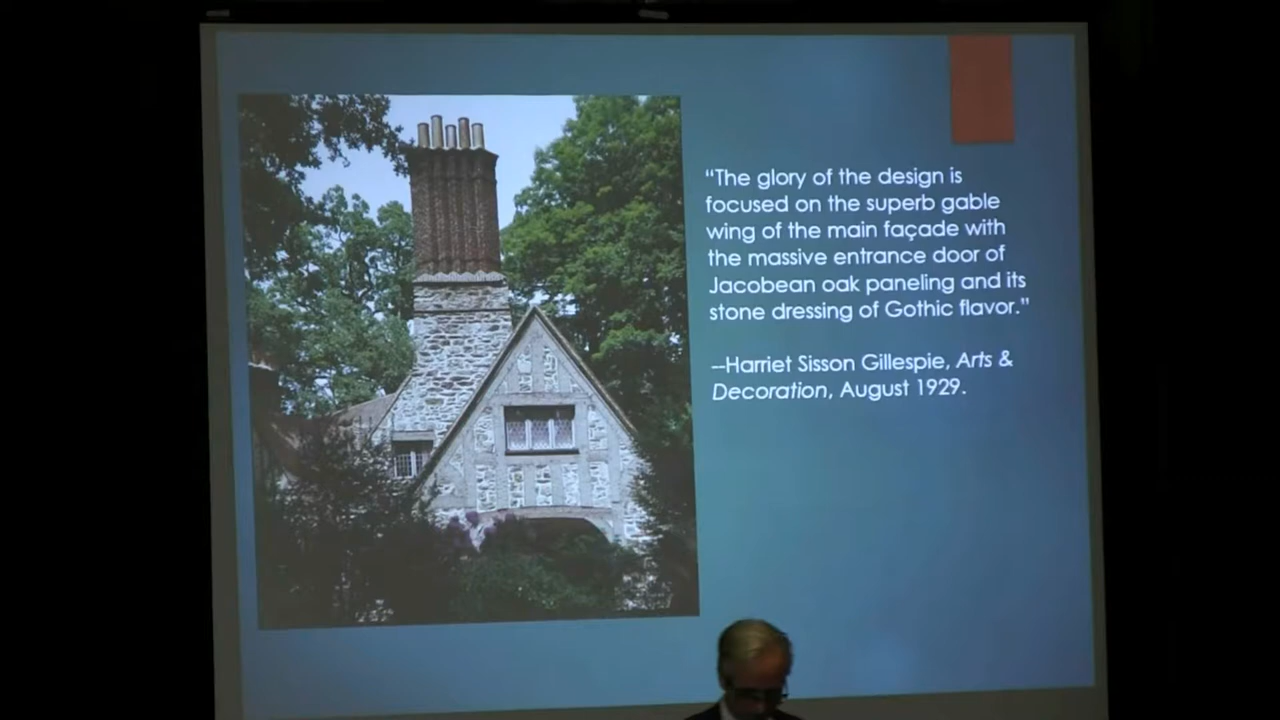 “The glory of the design is
focused on the superb gable
wing of the main façade with
the massive entrance door of
Jacobean oak paneling and its
stone dressing of Gothic flavor.”
--Harriet Sisson Gillespie, Arts &
Decoration, August 1929.